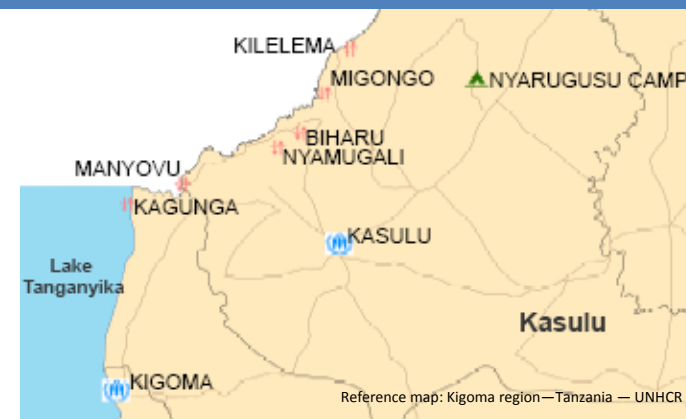 KILELEMA
MIGONGO
NYARUGUSU CAMP
BIHARU
NYAMUGALI
MANYOVU
KAGUNGA
KASULU
Lake
Tanganyika
Kasulu
KIGOMA
Reference map: Kigoma region—Tanzania — UNHCR